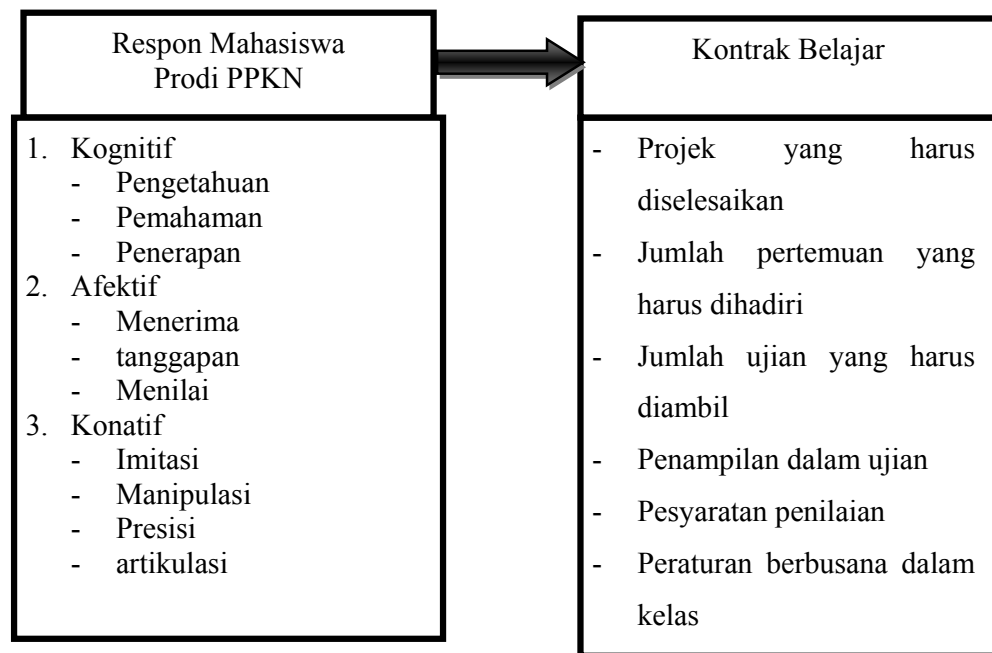 Respon Mahasiswa
Prodi PPKN
1. Kognitif
- Pengetahuan
- Pemahaman
- Penerapan
2. Afektif
- Menerima
- tanggapan
- Menilai
3. Konatif
- Imitasi
- Manipulasi
- Presisi
- artikulasi
Kontrak Belajar
- Projek yang harus
diselesaikan
- Jumlah pertemuan yang
harus dihadiri
- Jumlah ujian yang harus
diambil
- Penampilan dalam ujian
- Pesyaratan penilaian
- Peraturan berbusana dalam
kelas